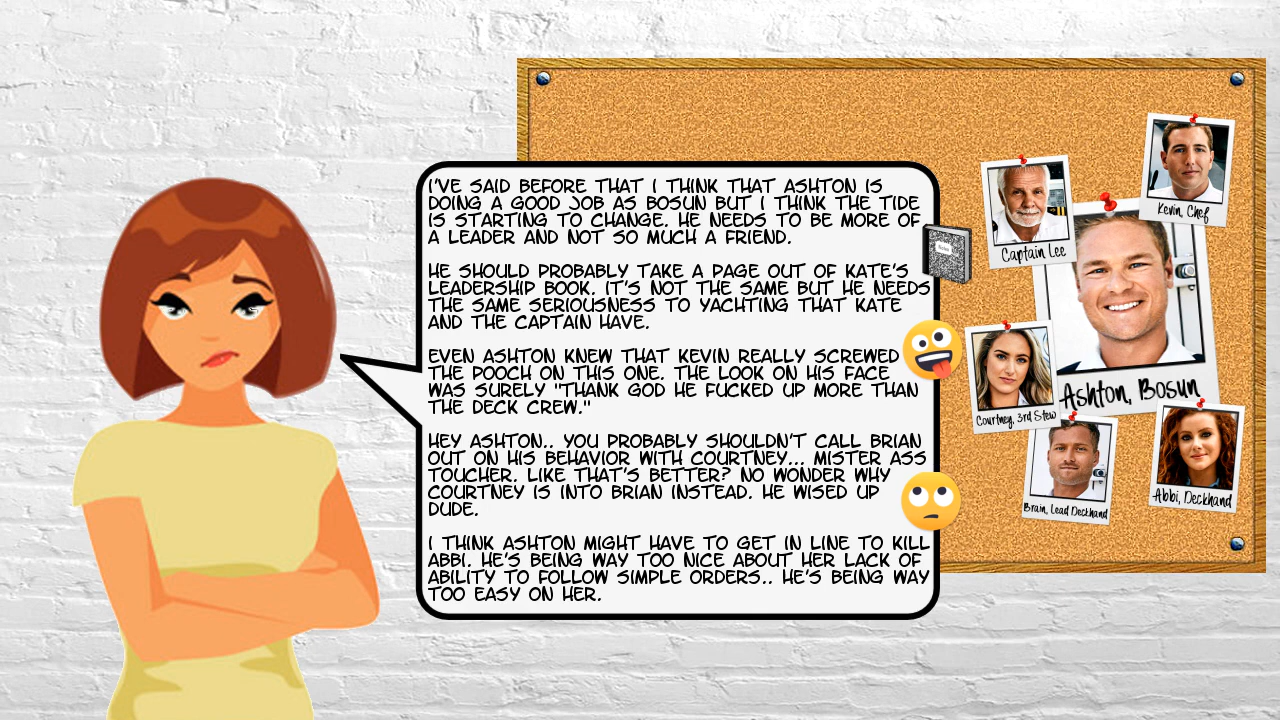 I'VE SAID BEFORE THAT I THINK THAT ASHTON IS
DOING A GOOD JOB AS BOSUN BUT I THINK THE TIDE
IS STARTING TO CHANGE. HE NEEDS TO BE MORE OF
A LEADER AND NOT SO MUCH A FRIEND.
HE SHOULD PROBABLY TAKE A PAGE OUT OF KATE'S
LEADERSHIP BOOK. IT'S NOT THE SAME BUT HE NEEDS
THE SAME SERIOUSNESS TO YACHTING THAT KATE
AND THE CAPTAIN HAVE.
EVEN ASHTON KNEW THAT KEVIN REALLY SCREWED
THE POOCH ON THIS ONE. THE LOOK ON HIS FACE
WAS SURELY "THANK GOD HE FUCKED UP MORE THAN
THE DECK CREW."
HEY ASHTON.. YOU PROBABLY SHOULDN'T CALL BRIAN
OUT ON HIS BEHAVIOR WITH COURTNEY... MISTER ASS
TOUCHER. LIKE THAT'S BETTER? NO WONDER WHY
COURTNEY IS INTO BRIAN INSTEAD. HE WISED UP
DUDE.
I THINK ASHTON MIGHT HAVE TO GET IN LINE TO KILL
ABBI. HE'S BEING WAY TOO NICE ABOUT HER LACK OF
ABILITY TO FOLLOW SIMPLE ORDERS.. HE'S BEING WAY
TOO EASY ON HER.
Kevin, Chef
Captain Lee
Ashton, Bosun
Courtney, 3rd Stew
Brain, Lead Deckhand
Abbi, Deckhand